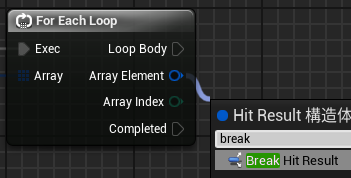 For Each Loop
Exec
Loop Body
Array
Array Element
Array Index
Completed
Hit Result 構造体
break
Break Hit Result